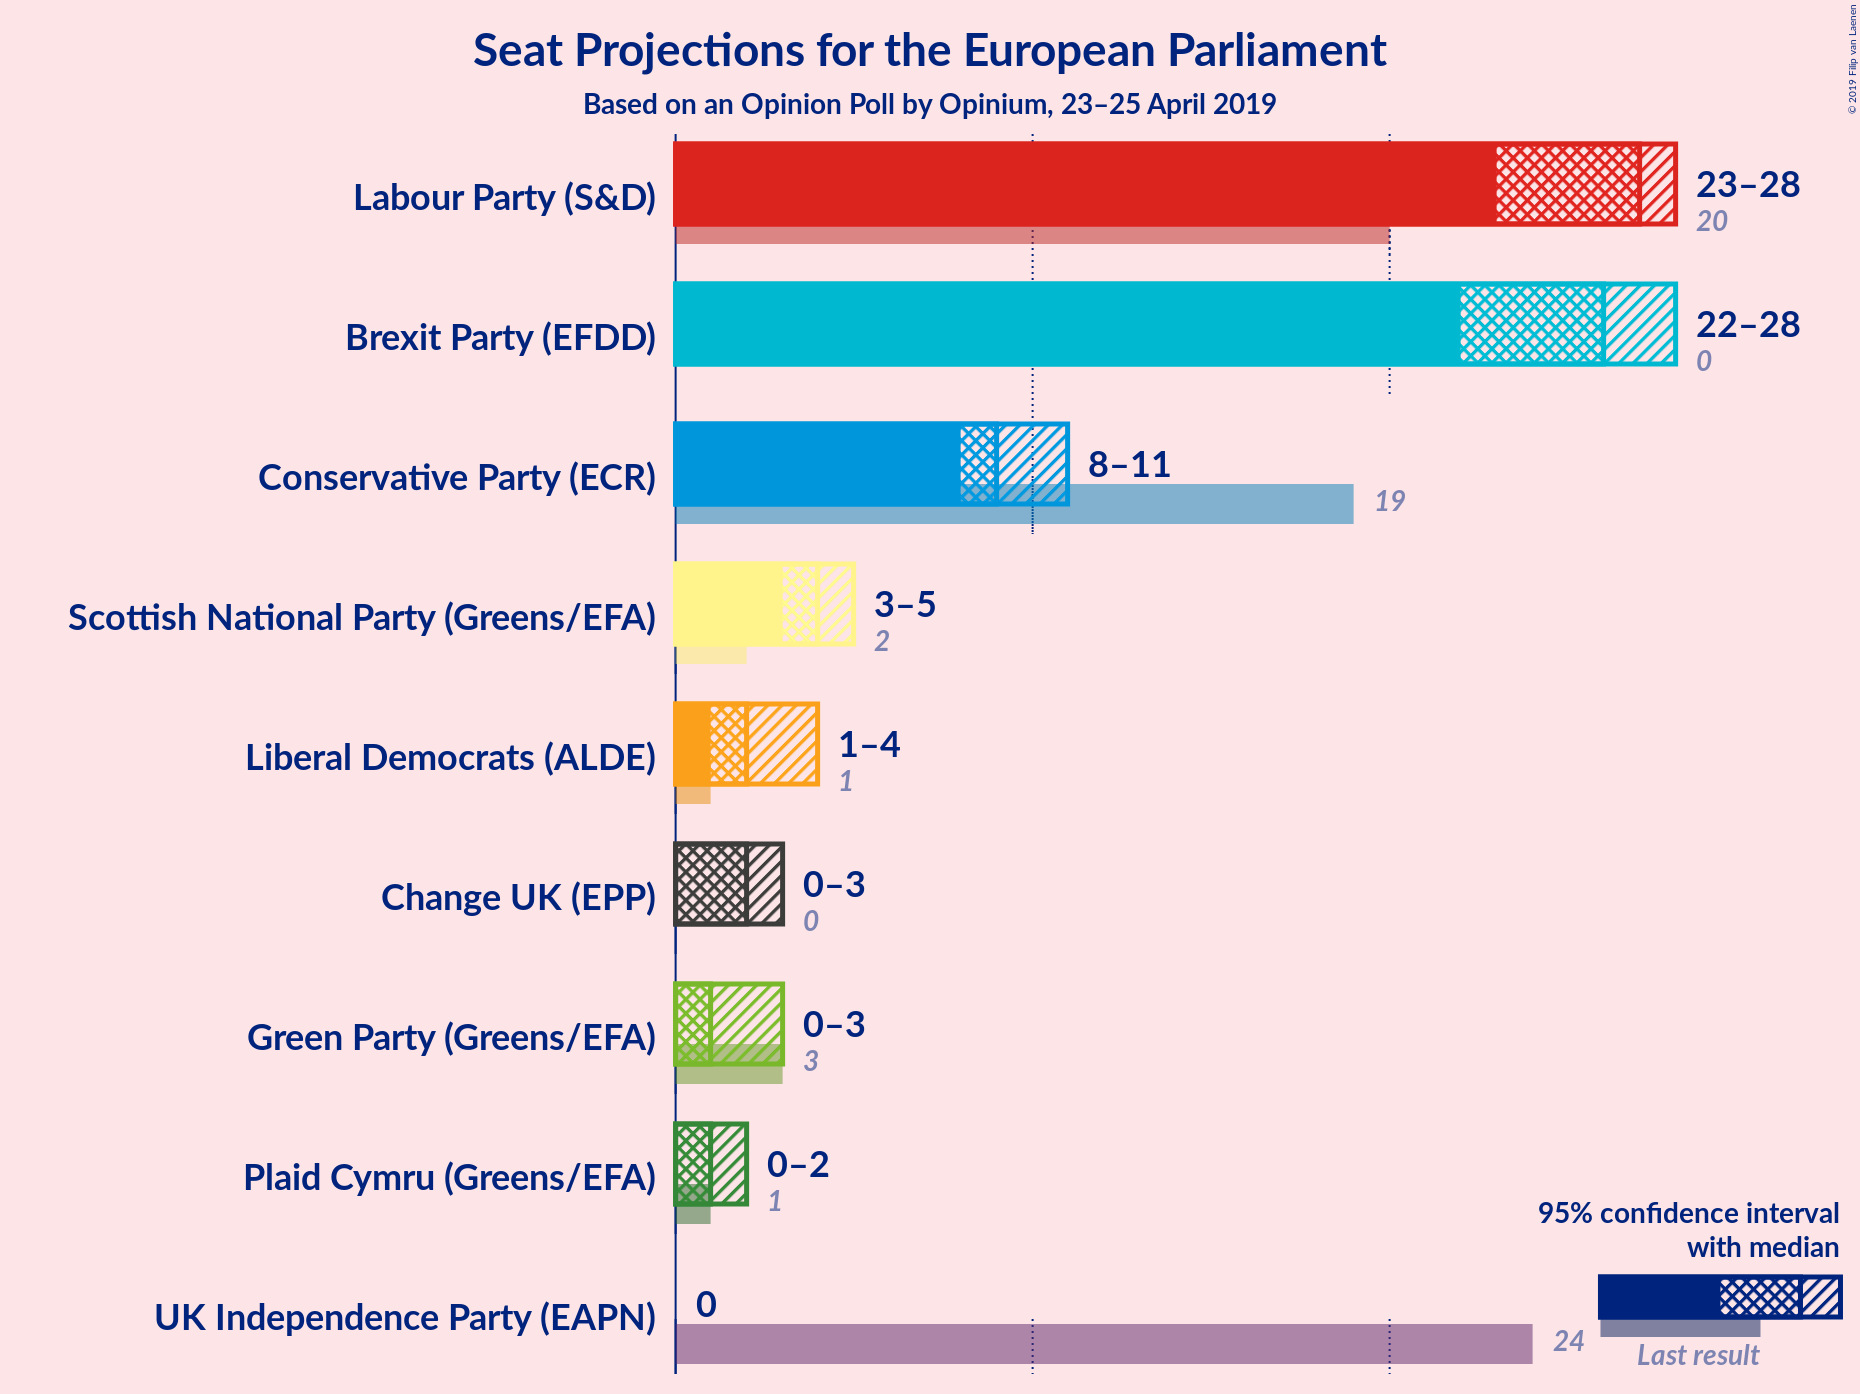 Seat Projections for the European Parliament
Based on an Opinion Poll by Opinium, 23–25 April 2019
© 2019 Filip van Laenen
Labour Party (S&D)
23–28
20
Brexit Party (EFDD)
22–28
0
Conservative Party (ECR)
8–11
19
Scottish National Party (Greens/EFA)
3–5
2
Liberal Democrats (ALDE)
1–4
1
Change UK (EPP)
0–3
0
Green Party (Greens/EFA)
0–3
3
Plaid Cymru (Greens/EFA)
0–2
1
UK Independence Party (EAPN)
0
24
95% confidence interval
with median
Last result